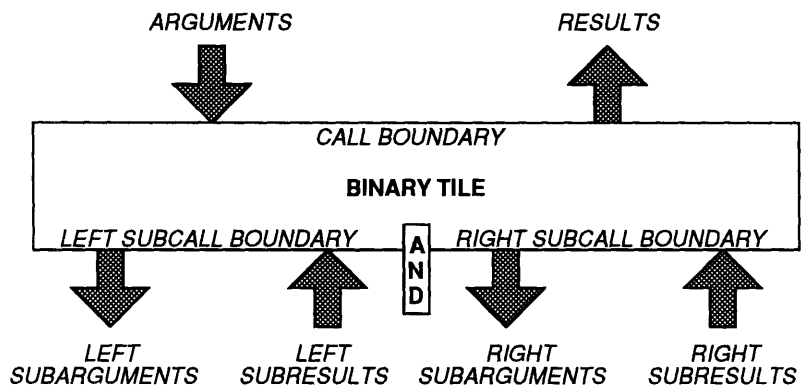 ARGUMENTS RESULTS
CALL BOUNDARY
BINARY TILE
LEFT SUBCALL BOUNDARY AND RIGHT SUBCALL BOUNDARY
LEFT SUBARGUMENTS
LEFT SUBRESULTS
RIGHT SUBARGUMENTS
RIGHT SUBRESULTS